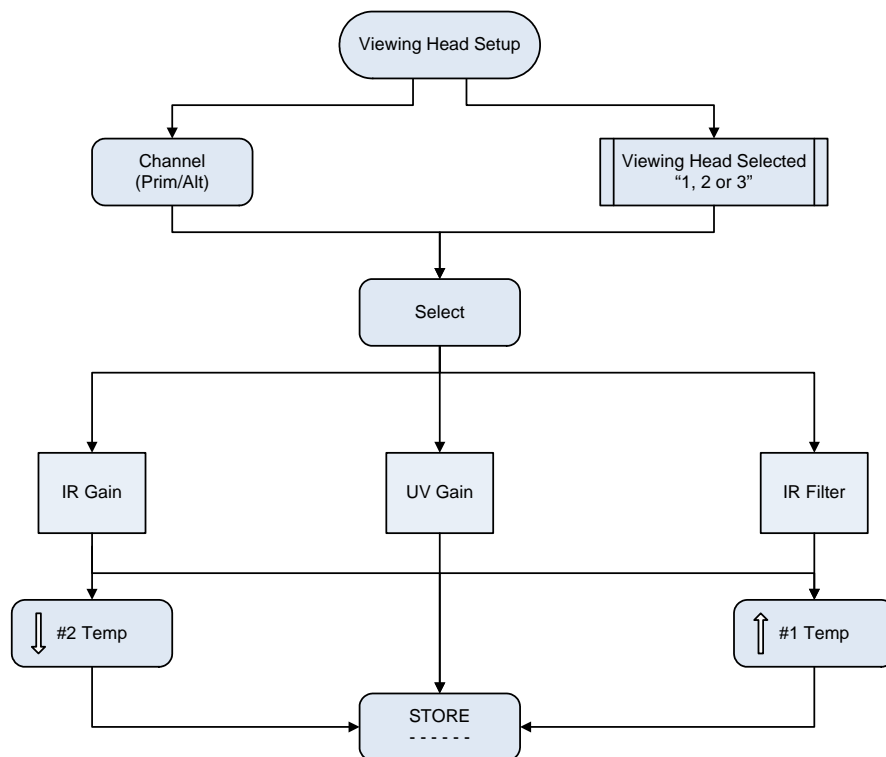 Viewing Head Setup
Channel
(Prim/Alt)
Viewing Head Selected
“1, 2 or 3”
Select
IR Gain
UV Gain
IR Filter
#2 Temp
#1 Temp
STORE
- - - - - -